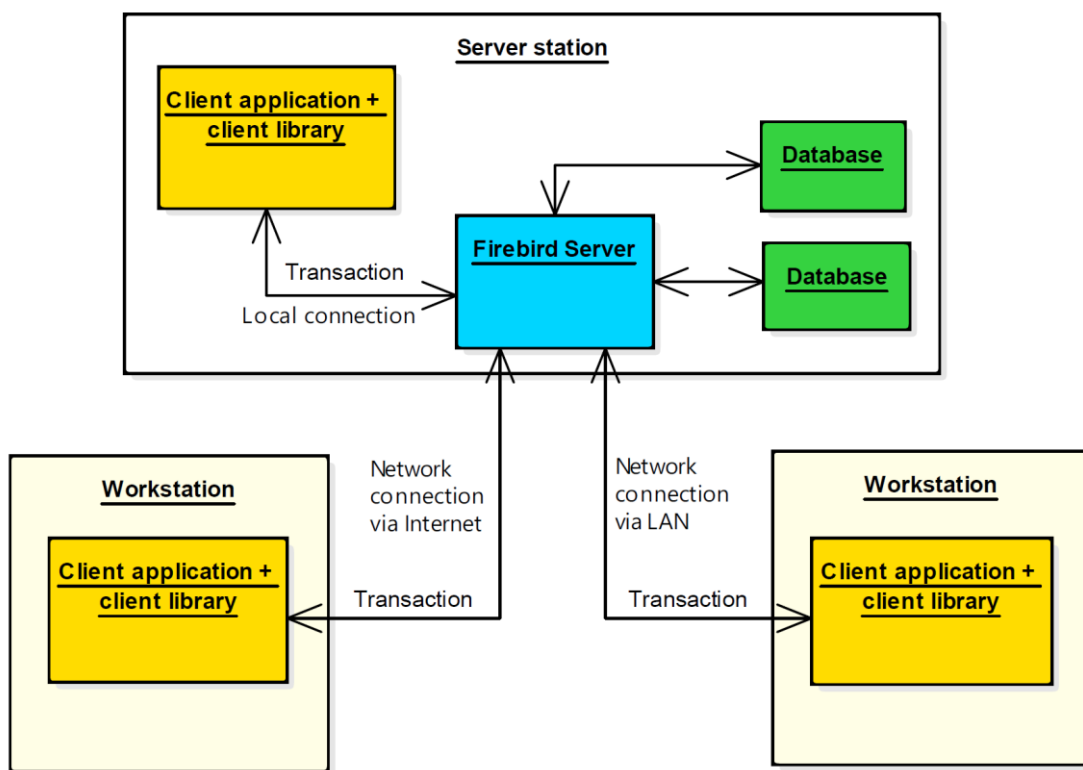 Server station
Client application +
client library
Database
Firebird Server
Database
Transaction
Local connection
Network
connection
via Internet
Network
connection
via LAN
Workstation
Client application +
client library
Transaction
Workstation
Client application +
client library
Transaction